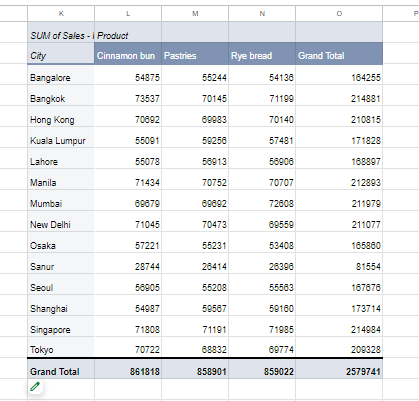 K L M N O P
SUM of Sales - Product
City Cinnamon bun Pastries Rye bread Grand Total
Bangalore 54875 55244 54136 164255
Bangkok 73537 70145 71199 214881
Hong Kong 70692 69983 70140 210815
Kuala Lumpur 55091 59256 57481 171828
Lahore 55078 56913 56906 168897
Manila 71434 70752 70707 212893
Mumbai 69679 69692 72608 211979
New Delhi 71045 70473 69559 211077
Osaka 57221 55231 53408 165860
Sanur 28744 26414 26396 81554
Seoul 56905 55208 55563 167676
Shanghai 54987 59567 59160 173714
Singapore 71808 71191 71985 214984
Tokyo 70722 68832 69774 209328
Grand Total 861818 858901 859022 2579741